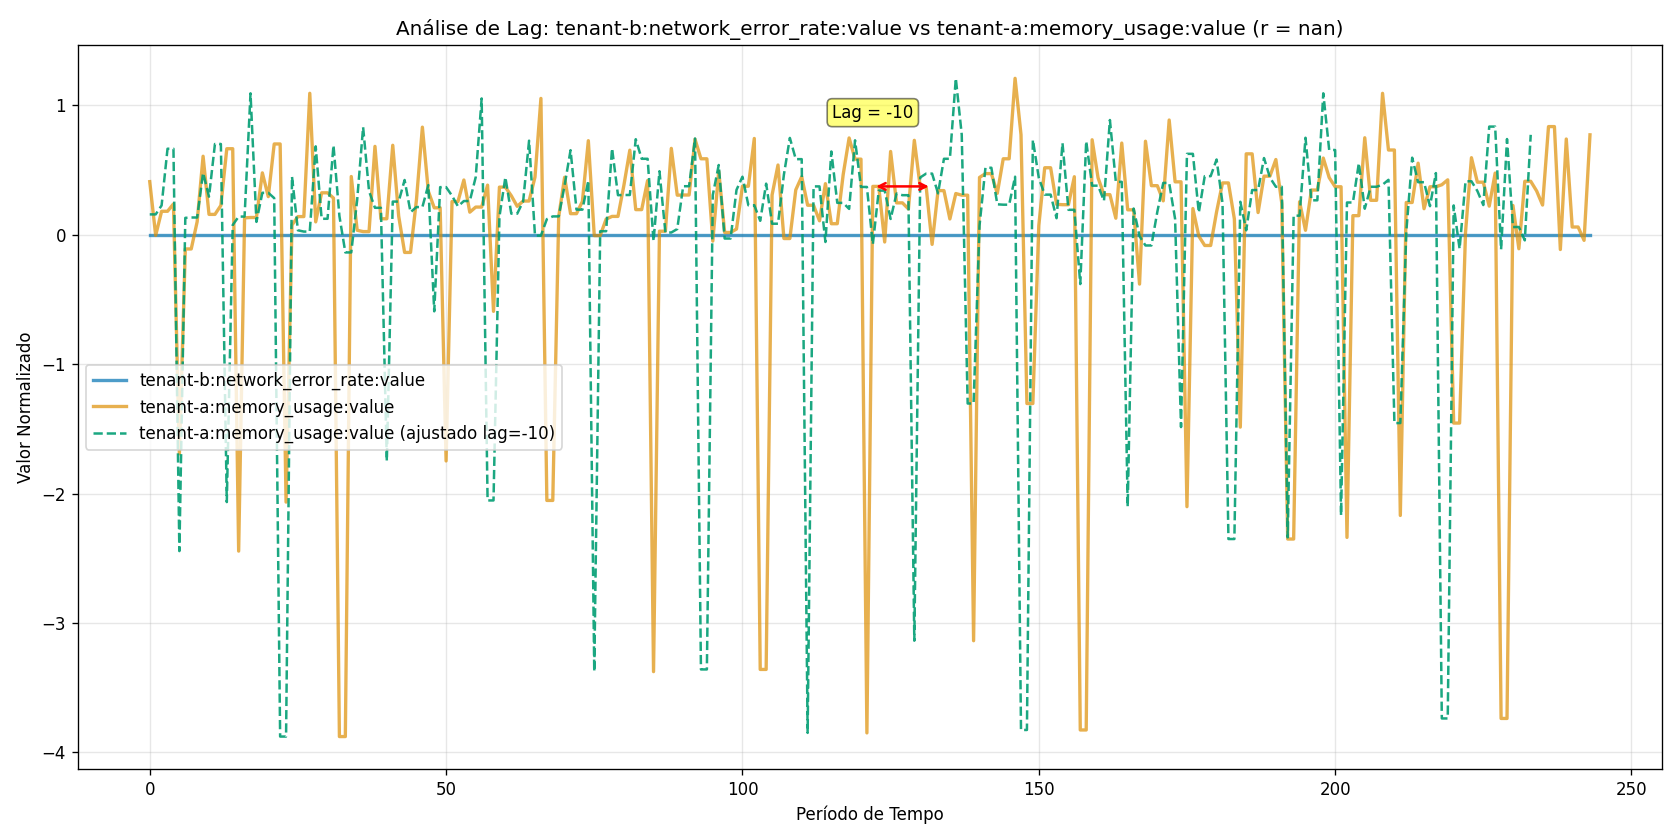 Análise de Lag: tenant-b:network_error_rate:value vs tenant-a:memory_usage:value (r = nan)
Lag = -10
Valor Normalizado
1
0
−1
−2
−3
−4
tenant-b:network_error_rate:value
tenant-a:memory_usage:value
tenant-a:memory_usage:value (ajustado lag=-10)
0 50 100 150 200 250
Período de Tempo